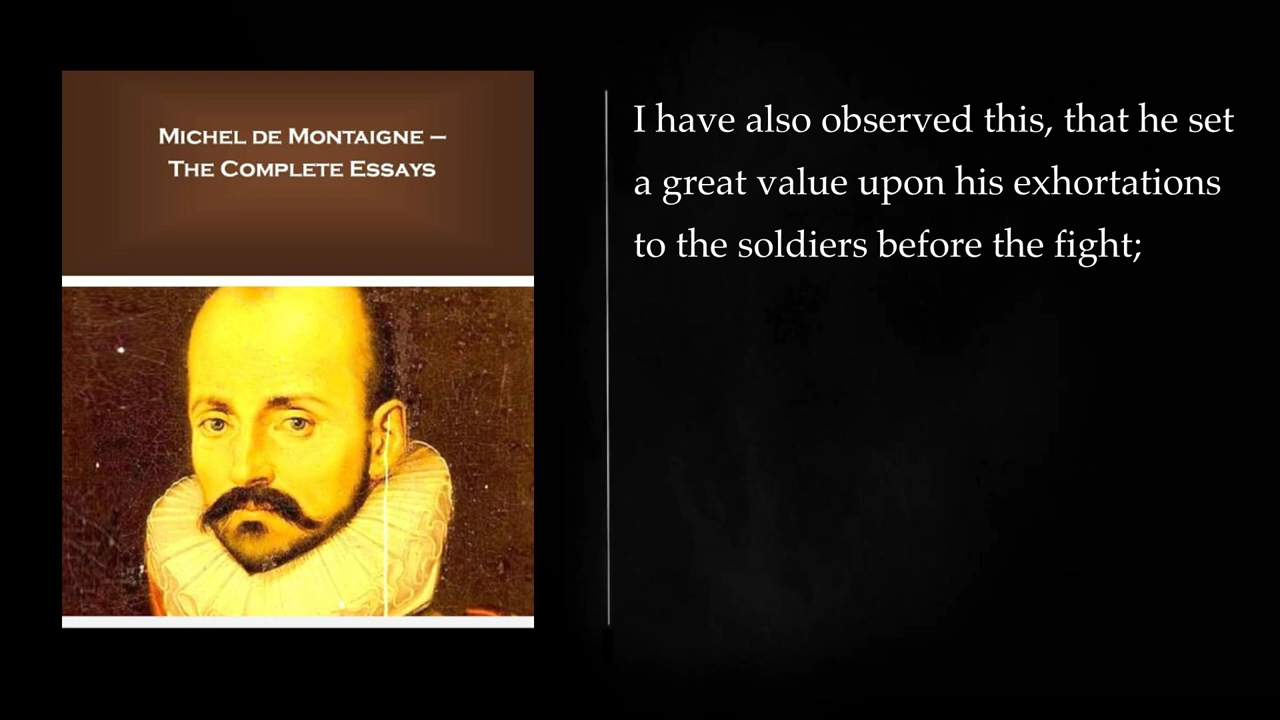 MICHEL DE MONTAIGNE –
THE COMPLETE ESSAYS
I have also observed this, that he set
a great value upon his exhortations
to the soldiers before the fight;